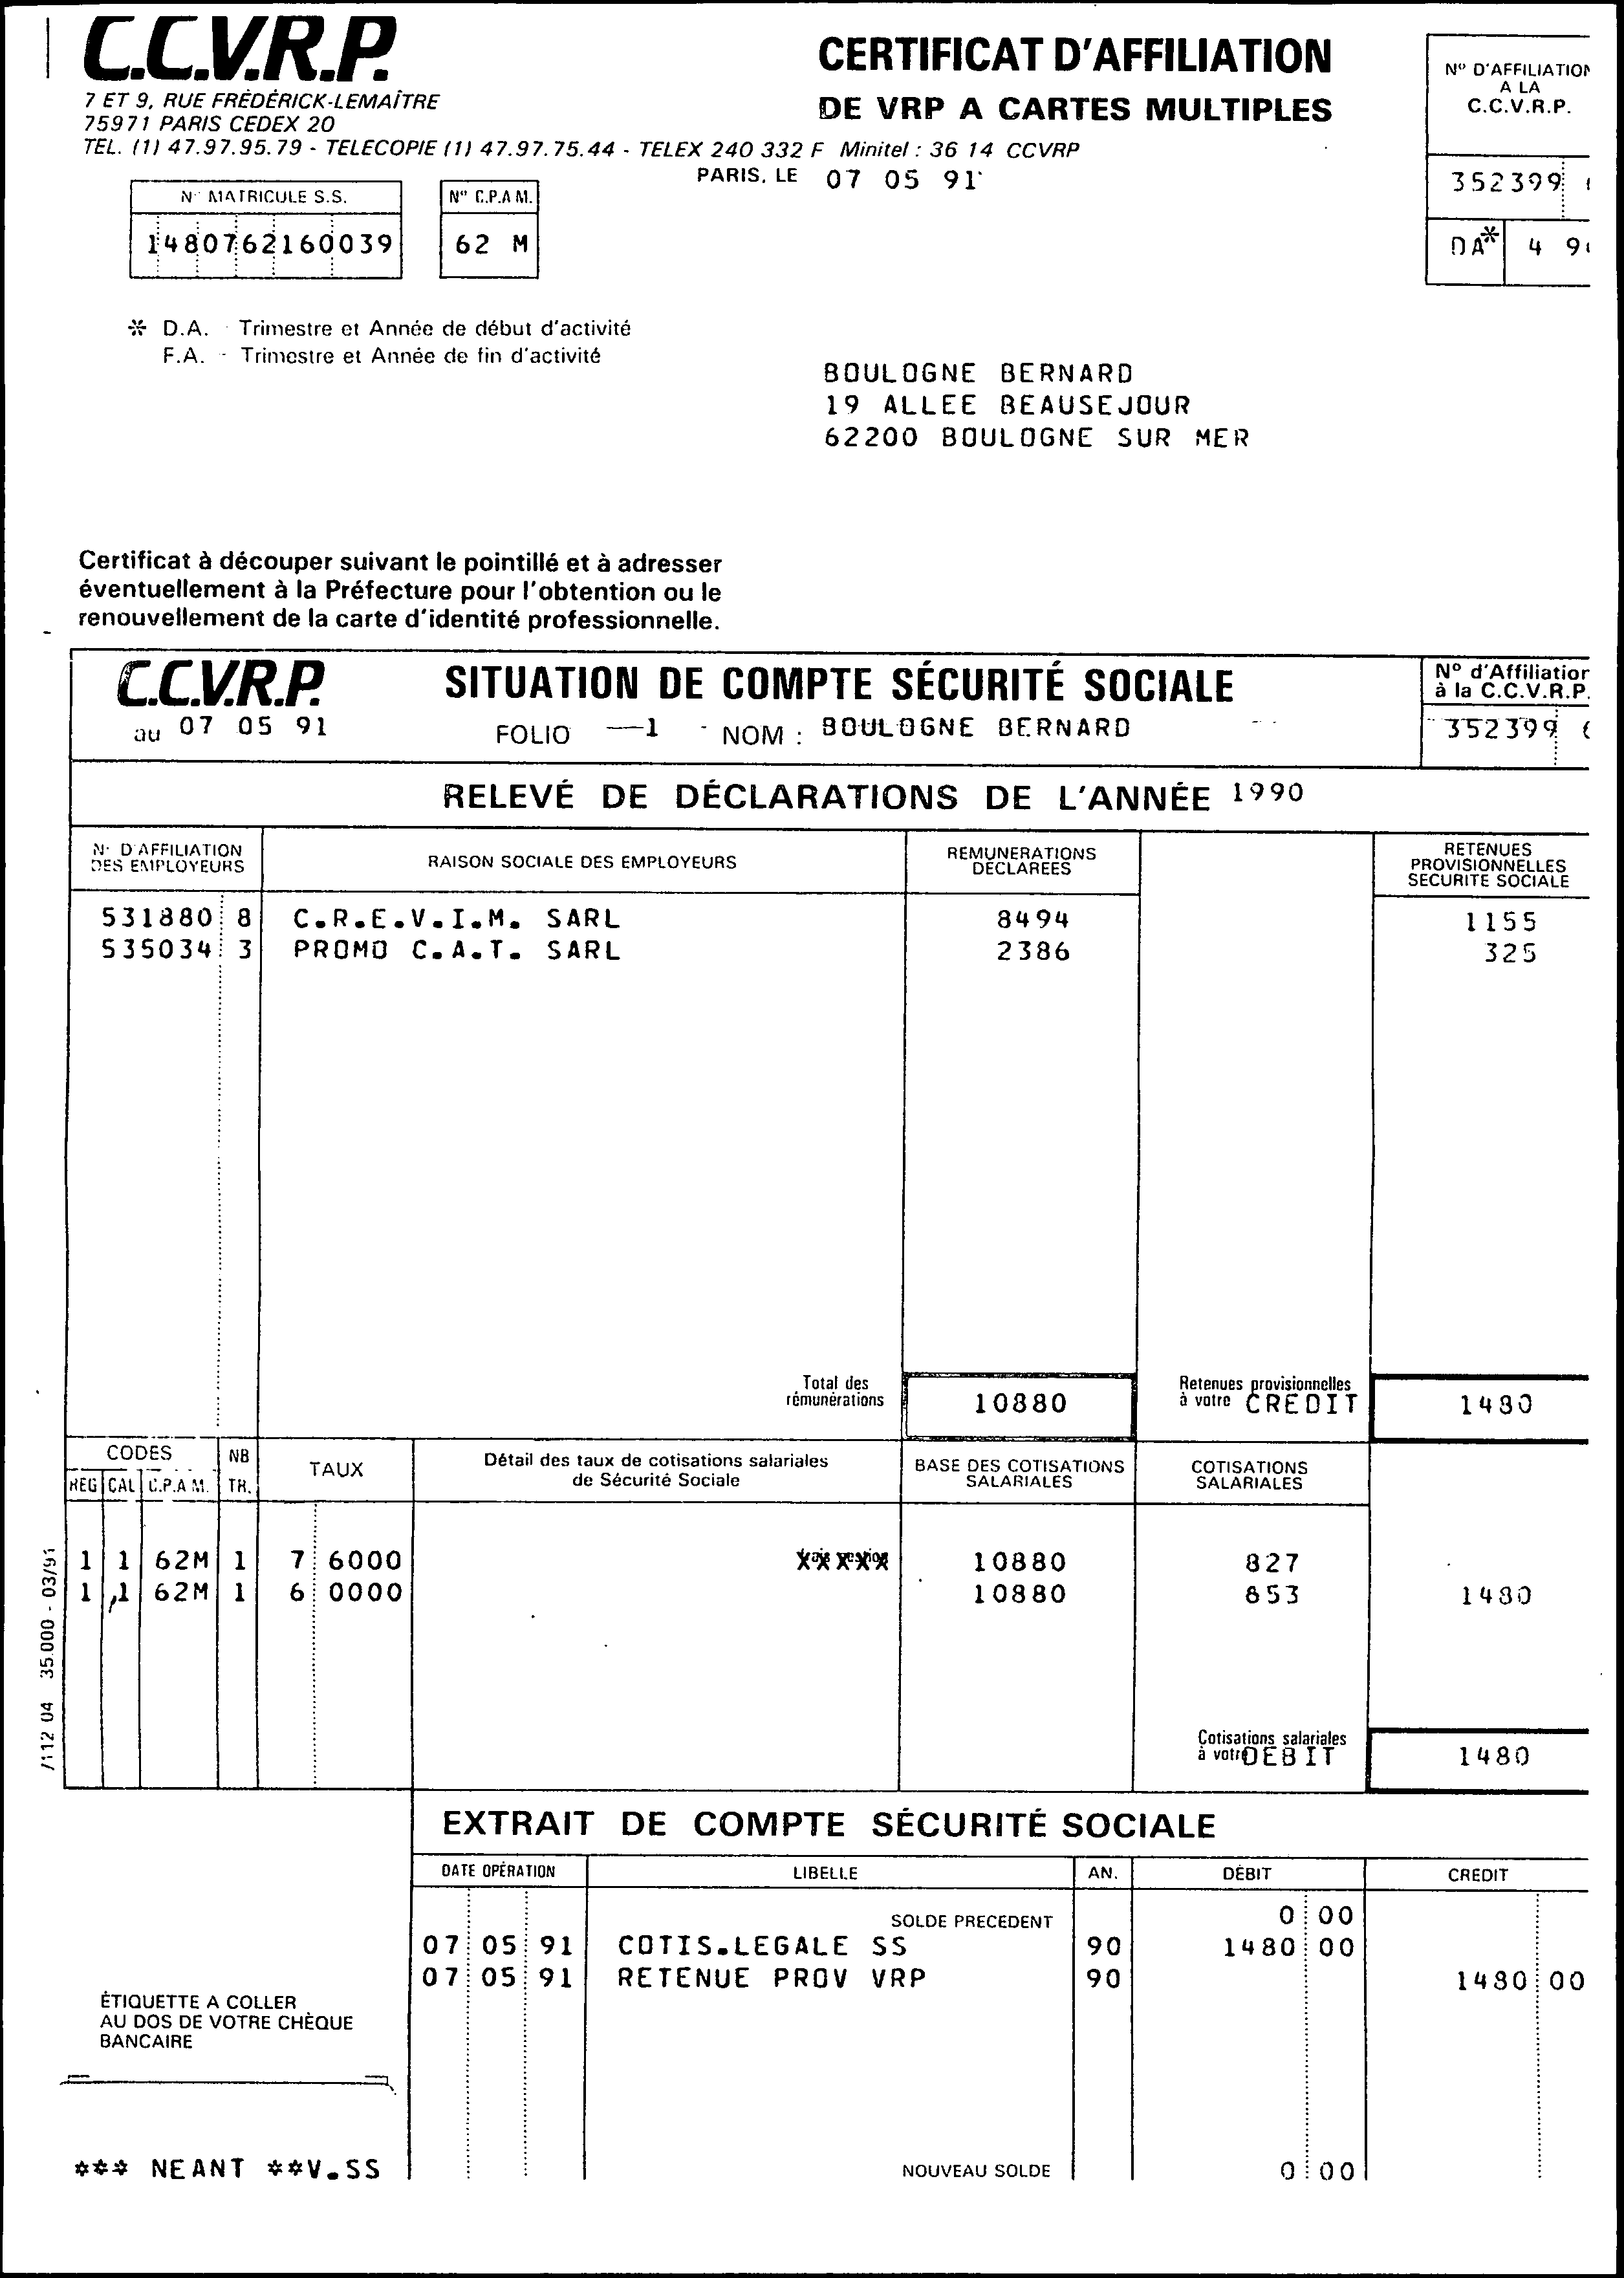 C.C.V.R.P.
7 ET 9, RUE FRÉDÉRICK-LEMAÎTRE
75971 PARIS CEDEX 20
TEL. (1) 47.97.95.79 - TELECOPIE (1) 47.97.75.44 - TELEX 240 332 F Minitel : 36 14 CCVRP
CERTIFICAT D'AFFILIATION
DE VRP A CARTES MULTIPLES
PARIS, LE 07 05 91
N° D'AFFILIATION
A LA
C.C.V.R.P.
352399
DA* 4
N° MATRICULE S.S.
1480762160039
N° C.P.A.M.
62 M
* D.A. - Trimestre et Année de début d'activité
F.A. - Trimestre et Année de fin d'activité
BOULOGNE BERNARD
19 ALLEE BEAUSEJOUR
62200 BOULOGNE SUR MER
Certificat à découper suivant le pointillé et à adresser
éventuellement à la Préfecture pour l'obtention ou le
renouvellement de la carte d'identité professionnelle.
C.C.V.R.P.
au 07 05 91
SITUATION DE COMPTE SÉCURITÉ SOCIALE
FOLIO —1 - NOM : BOULOGNE BERNARD
N° d'Affiliation
à la C.C.V.R.P.
352399
RELEVÉ DE DÉCLARATIONS DE L'ANNÉE 1990
N° D'AFFILIATION
DES EMPLOYEURS
RAISON SOCIALE DES EMPLOYEURS
REMUNERATIONS
DECLAREES
RETENUES
PROVISIONNELLES
SECURITE SOCIALE
531880 8 C.R.E.V.I.M. SARL 8494 1155
535034 3 PROMO C.A.T. SARL 2386 325
Total des
rémunérations
10880
Retenues provisionnelles
à votre CREDIT
1480
CODES
REG CAL C.P.A.M.
NB
TR.
TAUX
Détail des taux de cotisations salariales
de Sécurité Sociale
BASE DES COTISATIONS
SALARIALES
COTISATIONS
SALARIALES
1 1 62M 1 7 6000 10880 827
1 1 62M 1 6 0000 10880 653 1480
Cotisations salariales
à votre DEBIT
1480
/112 04 35.000 - 03/91
EXTRAIT DE COMPTE SÉCURITÉ SOCIALE
DATE OPÉRATION LIBELLE AN. DÉBIT CREDIT
SOLDE PRECEDENT 0 00
07 05 91 COTIS.LEGALE SS 90 1480 00
07 05 91 RETENUE PROV VRP 90 1480 00
ÉTIQUETTE A COLLER
AU DOS DE VOTRE CHÈQUE
BANCAIRE
*** NEANT **V.SS
NOUVEAU SOLDE 0 00